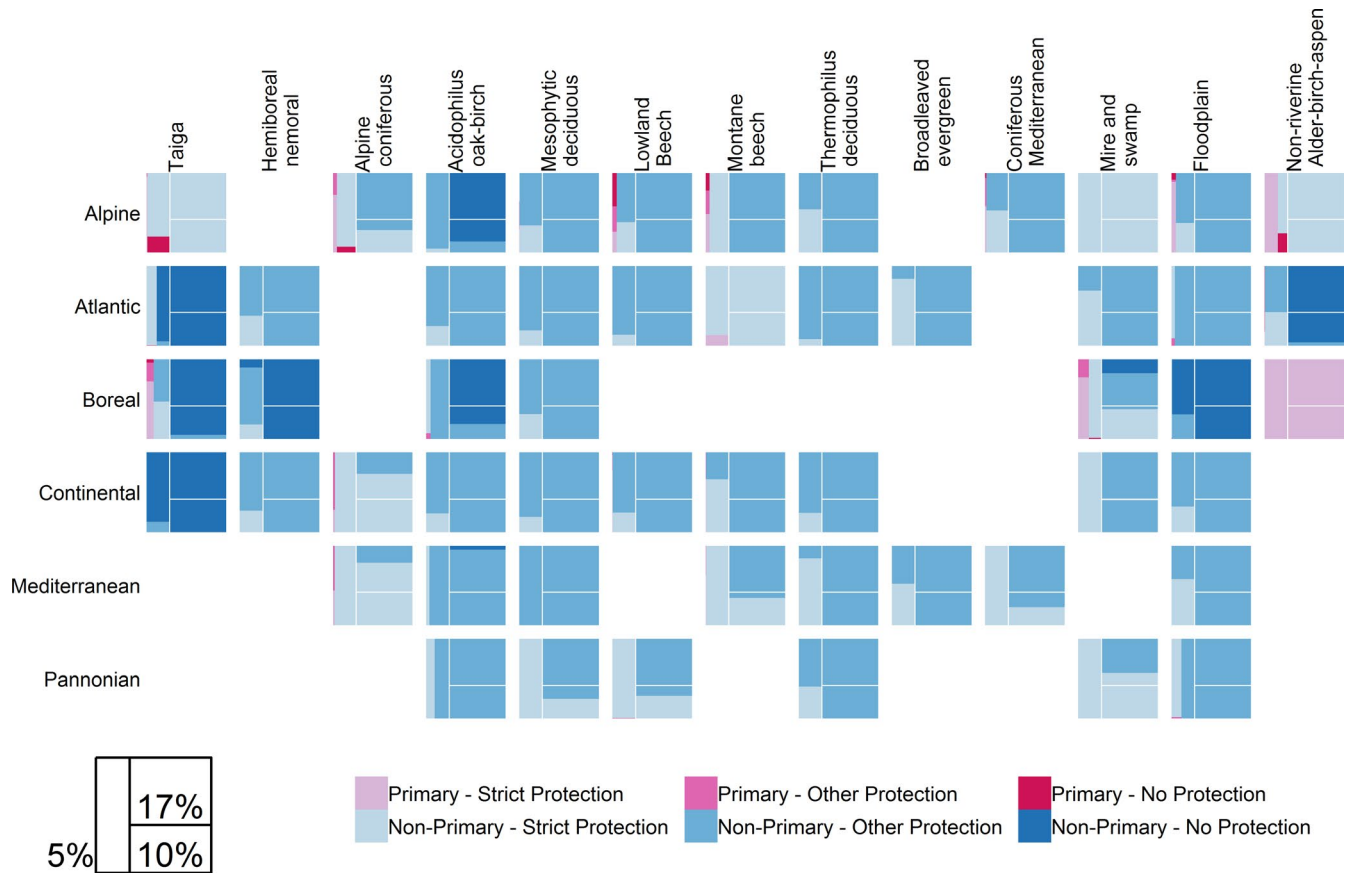 Taiga
Hemiboreal
nemoral
Alpine
coniferous
Acidophilus
oak-birch
Mesophytic
deciduous
Lowland
Beech
Montane
beech
Thermophilus
deciduous
Broadleaved
evergreen
Coniferous
Mediterranean
Mire and
swamp
Floodplain
Non-riverine
Alder-birch-aspen
Alpine
Atlantic
Boreal
Continental
Mediterranean
Pannonian
17%
5%
10%
Primary - Strict Protection
Primary - Other Protection
Primary - No Protection
Non-Primary - Strict Protection
Non-Primary - Other Protection
Non-Primary - No Protection